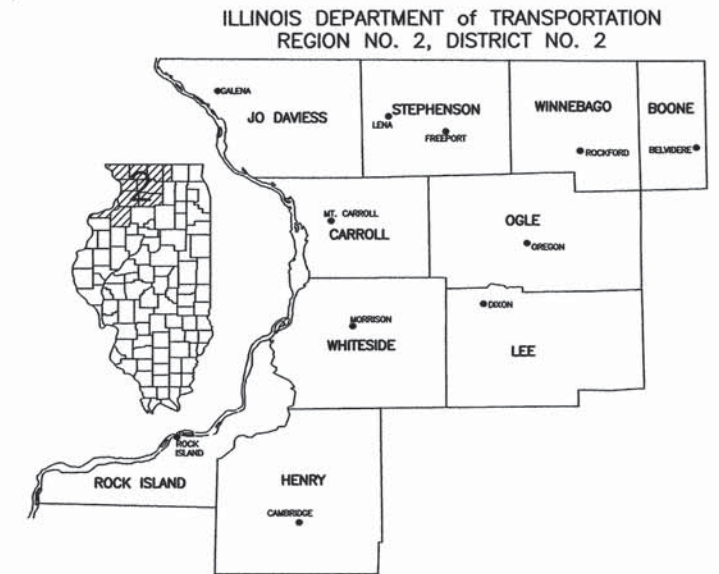 ILLINOIS DEPARTMENT of TRANSPORTATION
REGION NO. 2, DISTRICT NO. 2
GALENA
JO DAVIESS
STEPHENSON
LENA
FREEPORT
WINNEBAGO
ROCKFORD
BOONE
BELVIDERE
2
MT. CARROLL
CARROLL
OGLE
OREGON
MORRISON
WHITESIDE
DIXON
LEE
ROCK
ISLAND
ROCK ISLAND
HENRY
CAMBRIDGE